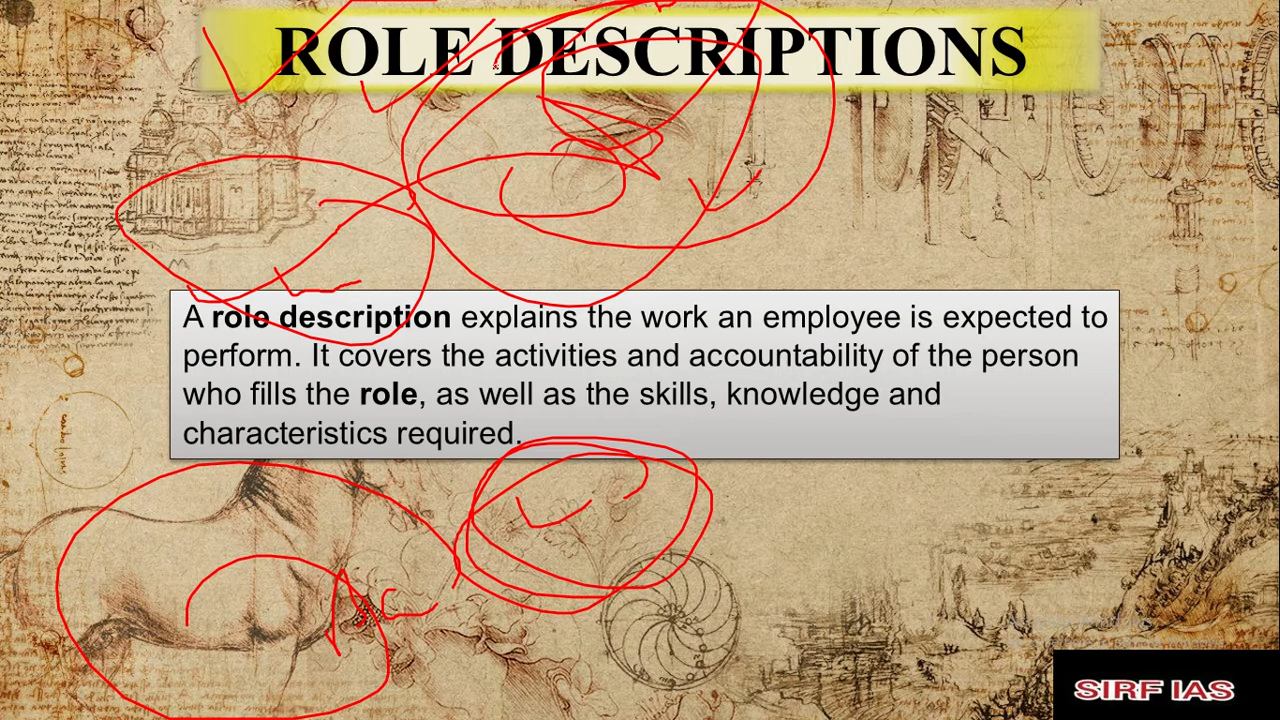 ROLE DESCRIPTIONS
A role description explains the work an employee is expected to
perform. It covers the activities and accountability of the person
who fills the role, as well as the skills, knowledge and
characteristics required.
SIRF IAS